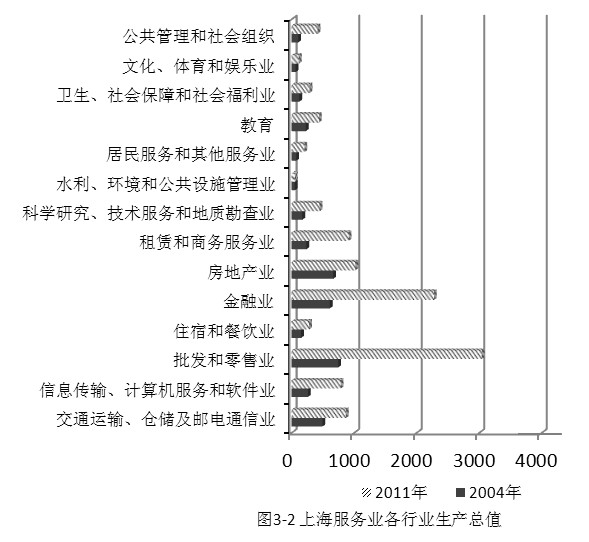 公共管理和社会组织
文化、体育和娱乐业
卫生、社会保障和社会福利业
教育
居民服务和其他服务业
水利、环境和公共设施管理业
科学研究、技术服务和地质勘查业
租赁和商务服务业
房地产业
金融业
住宿和餐饮业
批发和零售业
信息传输、计算机服务和软件业
交通运输、仓储及邮电通信业
0 1000 2000 3000 4000
2011年 2004年
图3-2 上海服务业各行业生产总值